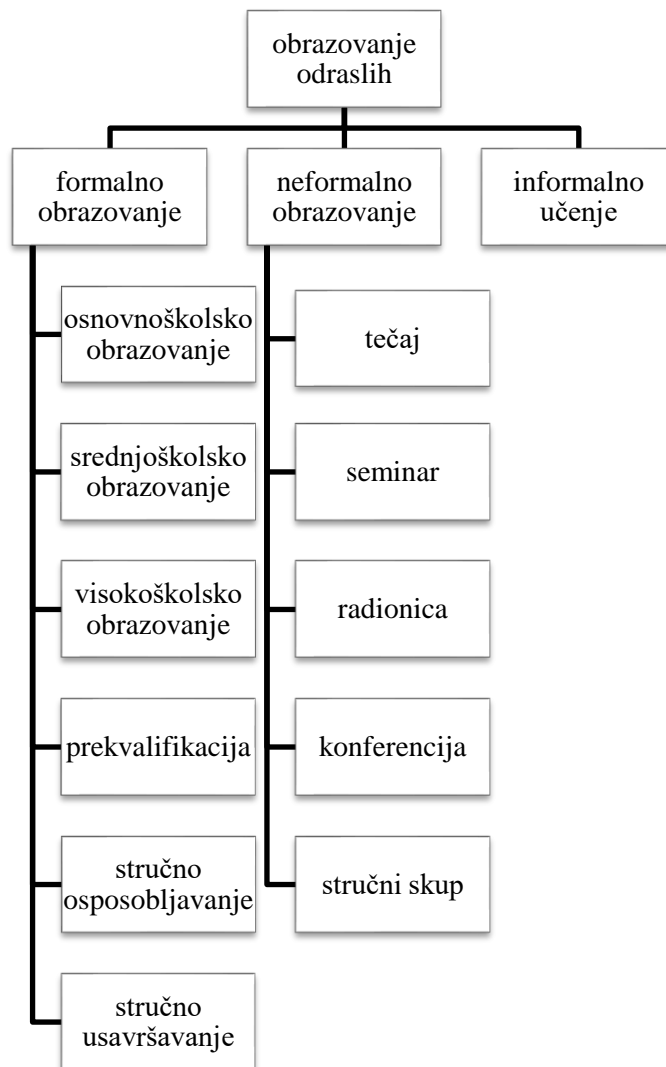 obrazovanje
odraslih
formalno
obrazovanje
neformalno
obrazovanje
informalno
učenje
osnovnoškolsko
obrazovanje
srednjoškolsko
obrazovanje
visokoškolsko
obrazovanje
prekvalifikacija
stručno
osposobljavanje
stručno
usavršavanje
tečaj
seminar
radionica
konferencija
stručni skup